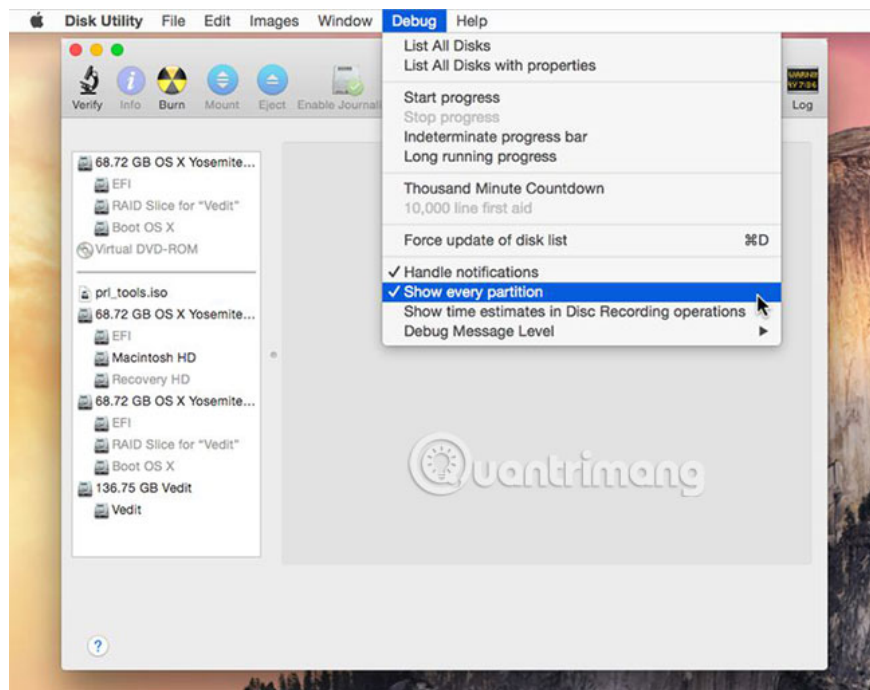 Disk Utility File Edit Images Window Debug Help
List All Disks
List All Disks with properties
Start progress
Stop progress
Indeterminate progress bar
Long running progress
Thousand Minute Countdown
10,000 line first aid
Force update of disk list ⌘D
✓ Handle notifications
✓ Show every partition
Show time estimates in Disc Recording operations
Debug Message Level ▶
Verify Info Burn Mount Eject Enable Journal
Log
68.72 GB OS X Yosemite...
EFI
RAID Slice for “Vedit”
Boot OS X
Virtual DVD-ROM
prl_tools.iso
68.72 GB OS X Yosemite...
EFI
Macintosh HD
Recovery HD
68.72 GB OS X Yosemite...
EFI
RAID Slice for “Vedit”
Boot OS X
136.75 GB Vedit
Vedit
Quantrimang
?